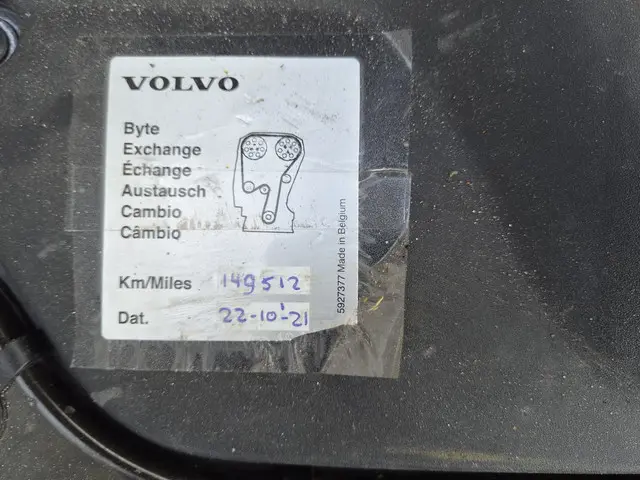 VOLVO
Byte
Exchange
Échange
Austausch
Cambio
Câmbio
Km/Miles 149512
Dat. 22-10-'21
5927377 Made in Belgium